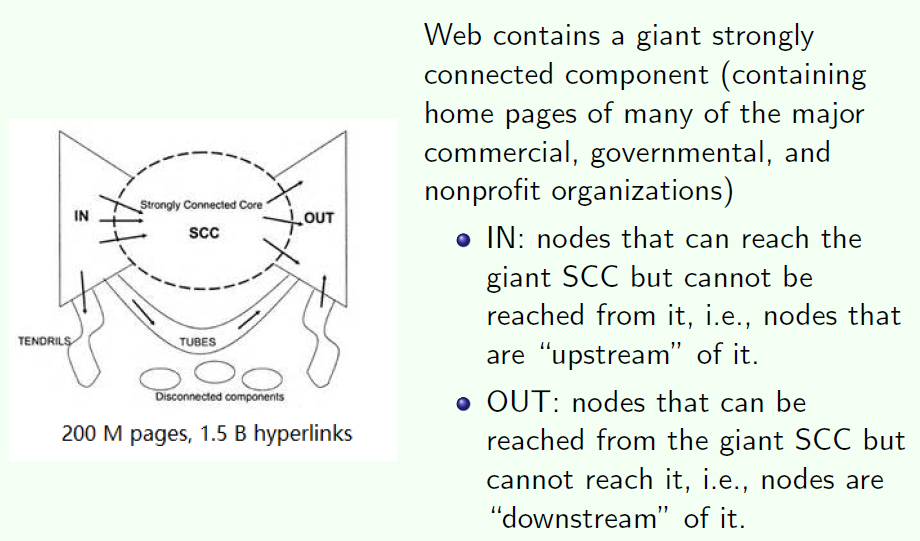 Web contains a giant strongly
connected component (containing
home pages of many of the major
commercial, governmental, and
nonprofit organizations)
IN: nodes that can reach the
giant SCC but cannot be
reached from it, i.e., nodes that
are “upstream” of it.
OUT: nodes that can be
reached from the giant SCC but
cannot reach it, i.e., nodes are
“downstream” of it.
IN
Strongly Connected Core
SCC
OUT
TENDRILS
TUBES
Disconnected components
200 M pages, 1.5 B hyperlinks